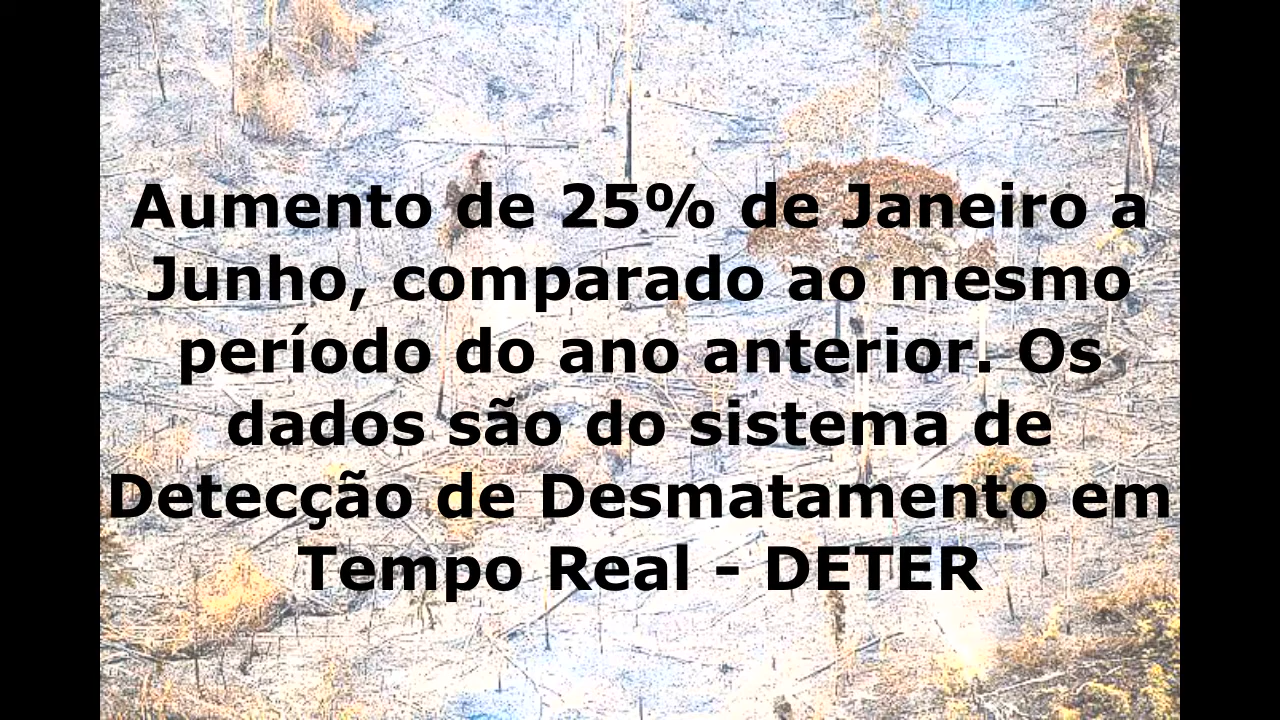 Aumento de 25% de Janeiro a
Junho, comparado ao mesmo
período do ano anterior. Os
dados são do sistema de
Detecção de Desmatamento em
Tempo Real - DETER